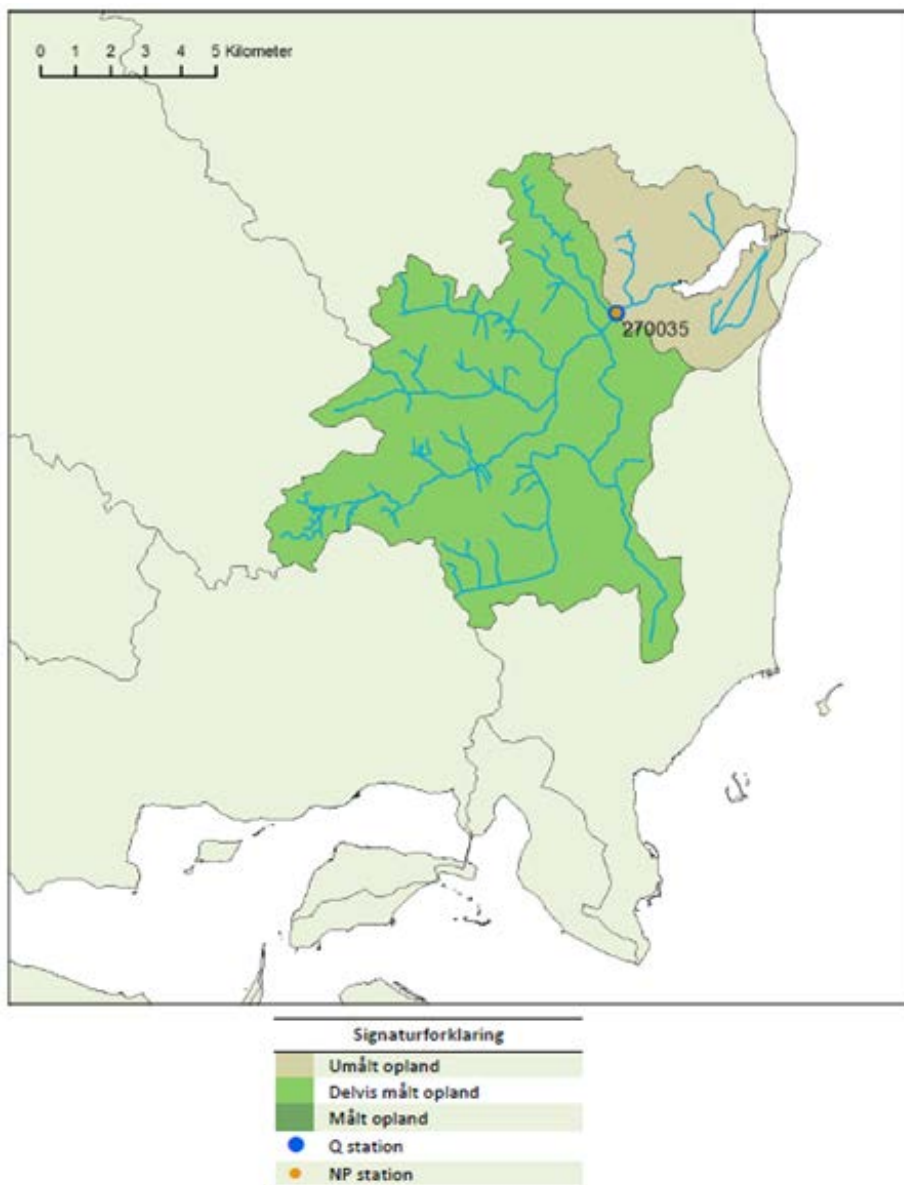 0 1 2 3 4 5 Kilometer
270035
Signaturforklaring
Umålt opland
Delvis målt opland
Målt opland
Q station
NP station